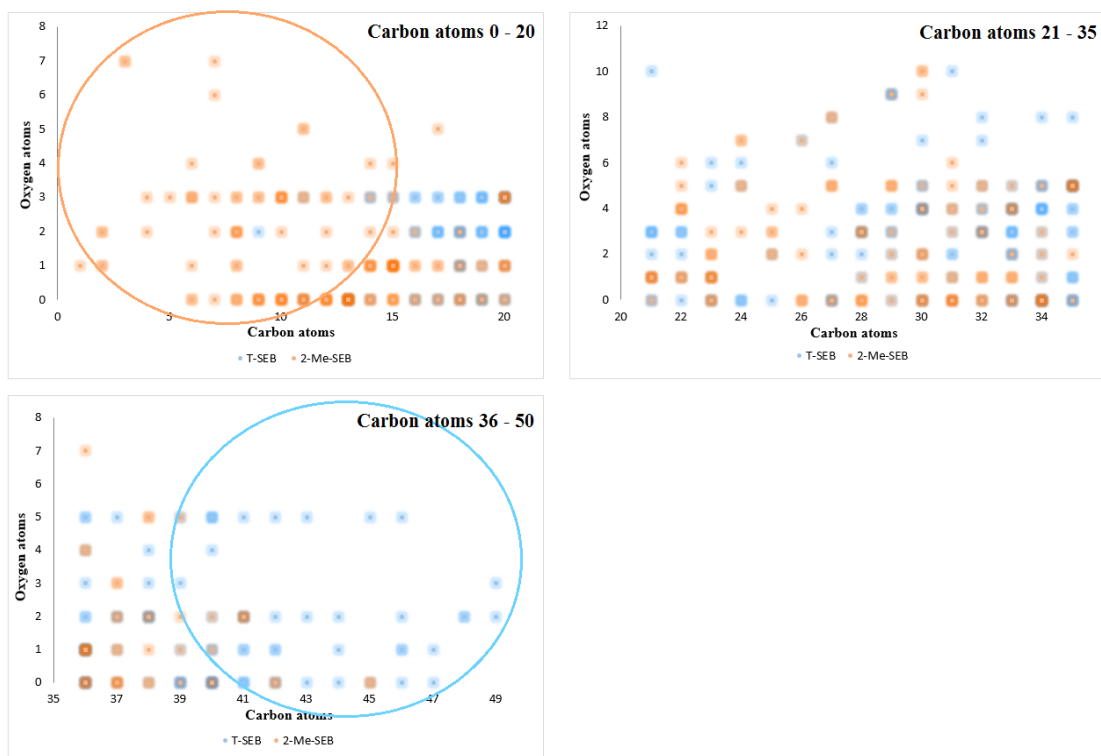 Carbon atoms 0 - 20
8
7
6
5
4
3
2
1
0
Oxygen atoms
0 5 10 15 20
Carbon atoms
T-SEB 2-Me-SEB
Carbon atoms 21 - 35
12
10
8
6
4
2
0
Oxygen atoms
20 22 24 26 28 30 32 34
Carbon atoms
T-SEB 2-Me-SEB
Carbon atoms 36 - 50
8
7
6
5
4
3
2
1
0
Oxygen atoms
35 37 39 41 43 45 47 49
Carbon atoms
T-SEB 2-Me-SEB